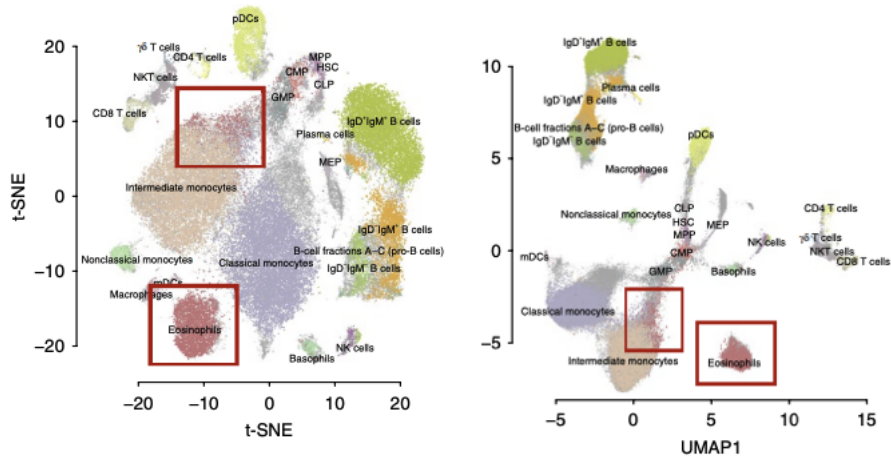 pDCs
γδ T cells
CD4 T cells
NKT cells
CD8 T cells
MPP
CMP
HSC
CLP
GMP
IgD⁺IgM⁺ B cells
Plasma cells
MEP
Intermediate monocytes
IgD⁻IgM⁺ B cells
B-cell fractions A–C (pro-B cells)
Nonclassical monocytes
Classical monocytes
IgD⁻IgM⁻ B cells
mDCs
Macrophages
Eosinophils
Basophils
NK cells
20
10
0
−10
−20
−20
−10
0
10
20
t-SNE
t-SNE
IgD⁺IgM⁺ B cells
Plasma cells
IgD⁻IgM⁺ B cells
B-cell fractions A–C (pro-B cells)
IgD⁻IgM⁻ B cells
pDCs
Macrophages
Nonclassical monocytes
CLP
HSC
MPP
MEP
CD4 T cells
CMP
NK cells
γδ T cells
NKT cells
CD8 T cells
mDCs
GMP
Basophils
Classical monocytes
Intermediate monocytes
Eosinophils
10
5
0
−5
−5
0
5
10
15
UMAP1